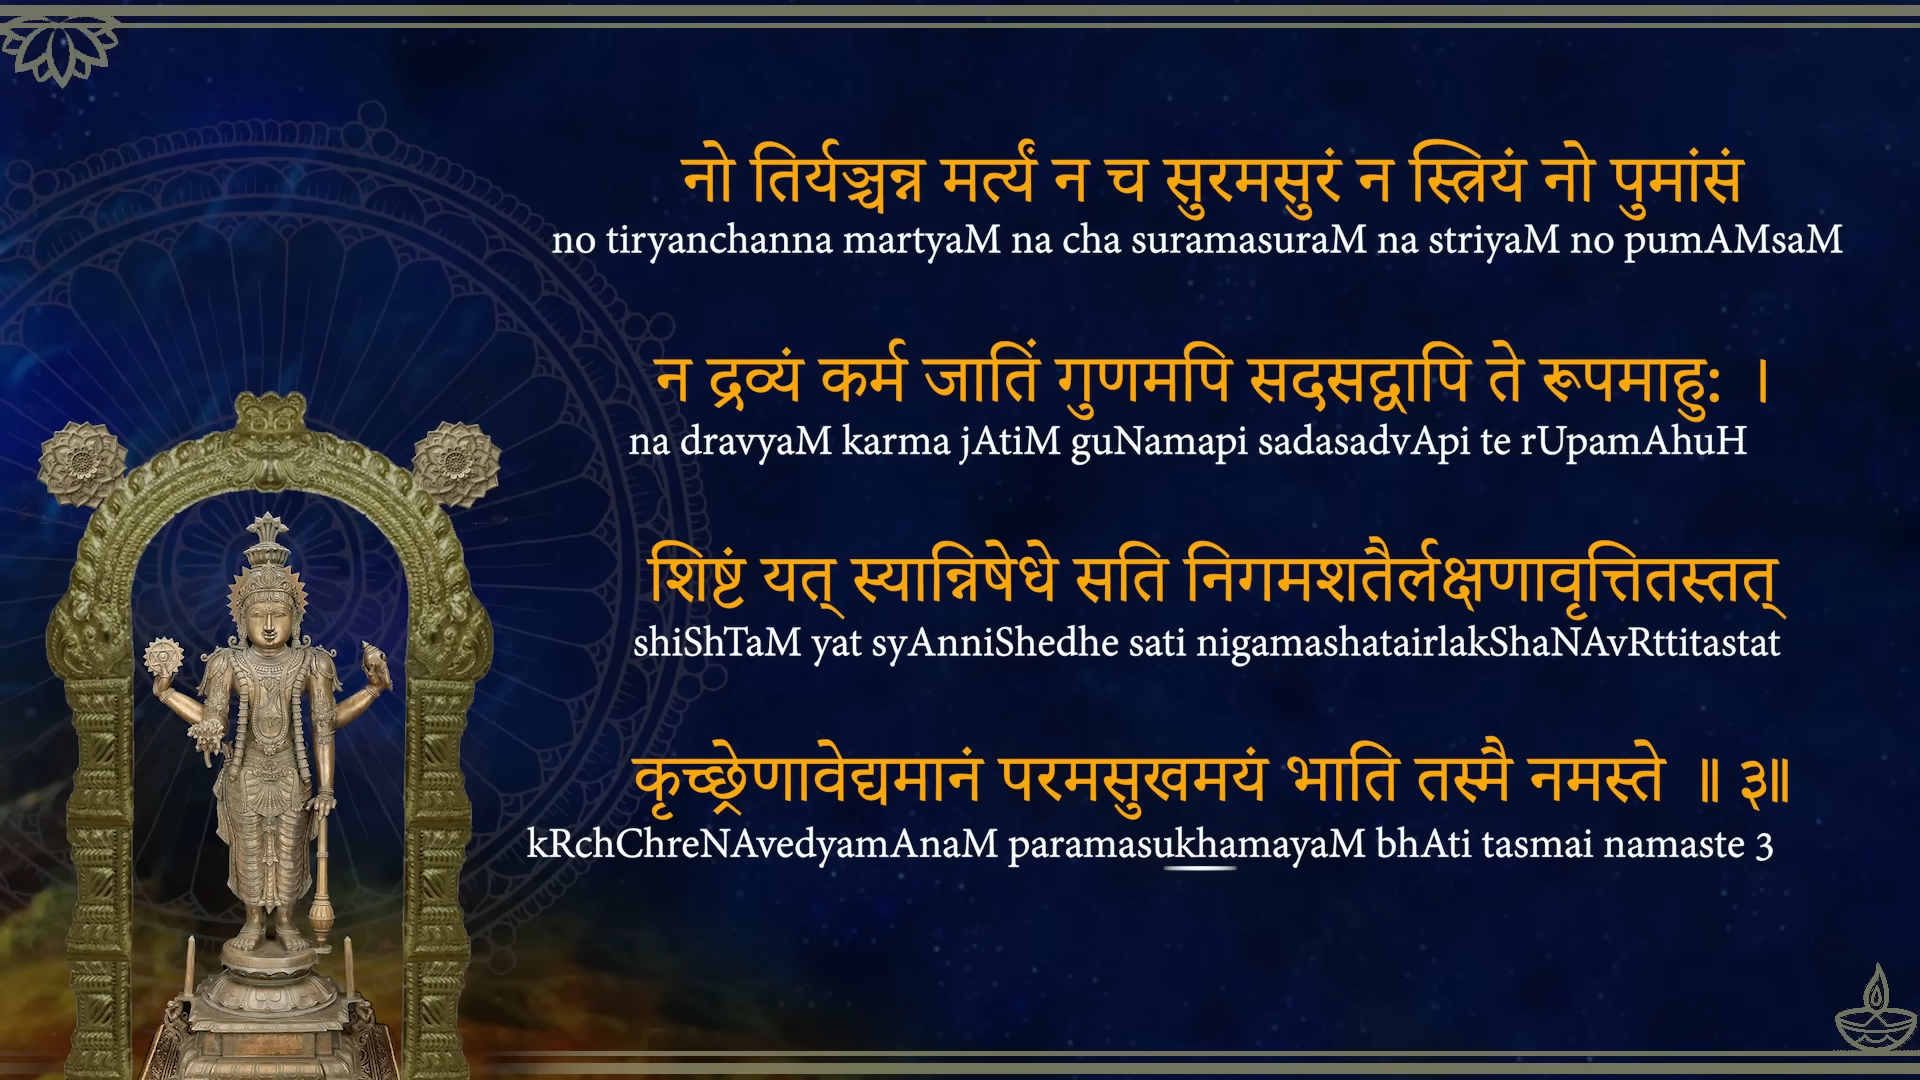 नो तिर्यञ्चन्न मर्त्यं न च सुरमसुरं न स्त्रियं नो पुमांसं
no tiryanchanna martyaM na cha suramasuraM na striyaM no pumAMsaM
न द्रव्यं कर्म जातिं गुणमपि सदसद्वापि ते रूपमाहु: ।
na dravyaM karma jAtiM guNamapi sadasadvApi te rUpamAhuH
शिष्टं यत् स्यान्निषेधे सति निगमशतैर्लक्षणावृत्तितस्तत्
shiShTaM yat syAnniShedhe sati nigamashatairlakShaNAvRttitastat
कृच्छ्रेणावेद्यमानं परमसुखमयं भाति तस्मै नमस्ते ॥ ३॥
kRchChreNAvedyamAnaM paramasukhamayaM bhAti tasmai namaste 3